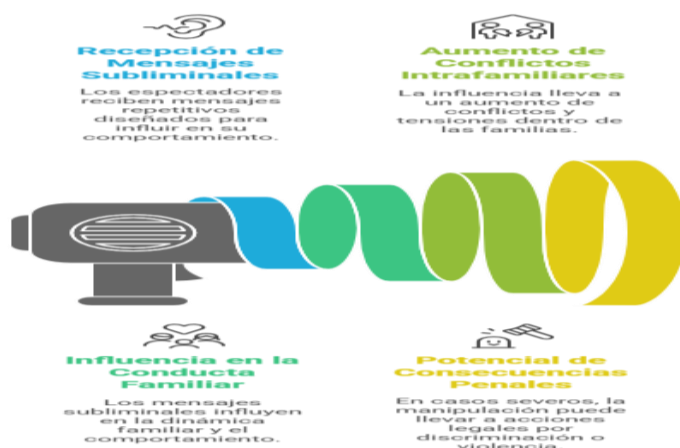 Recepción de
Mensajes
Subliminales
Los espectadores
reciben mensajes
repetitivos
diseñados para
influir en su
comportamiento.
Aumento de
Conflictos
Intrafamiliares
La influencia lleva a
un aumento de
conflictos y
tensiones dentro de
las familias.
Influencia en la
Conducta
Familiar
Los mensajes
subliminales influyen
en la dinámica
familiar y el
comportamiento.
Potencial de
Consecuencias
Penales
En casos severos, la
manipulación puede
llevar a acciones
legales por
discriminación o
violencia.